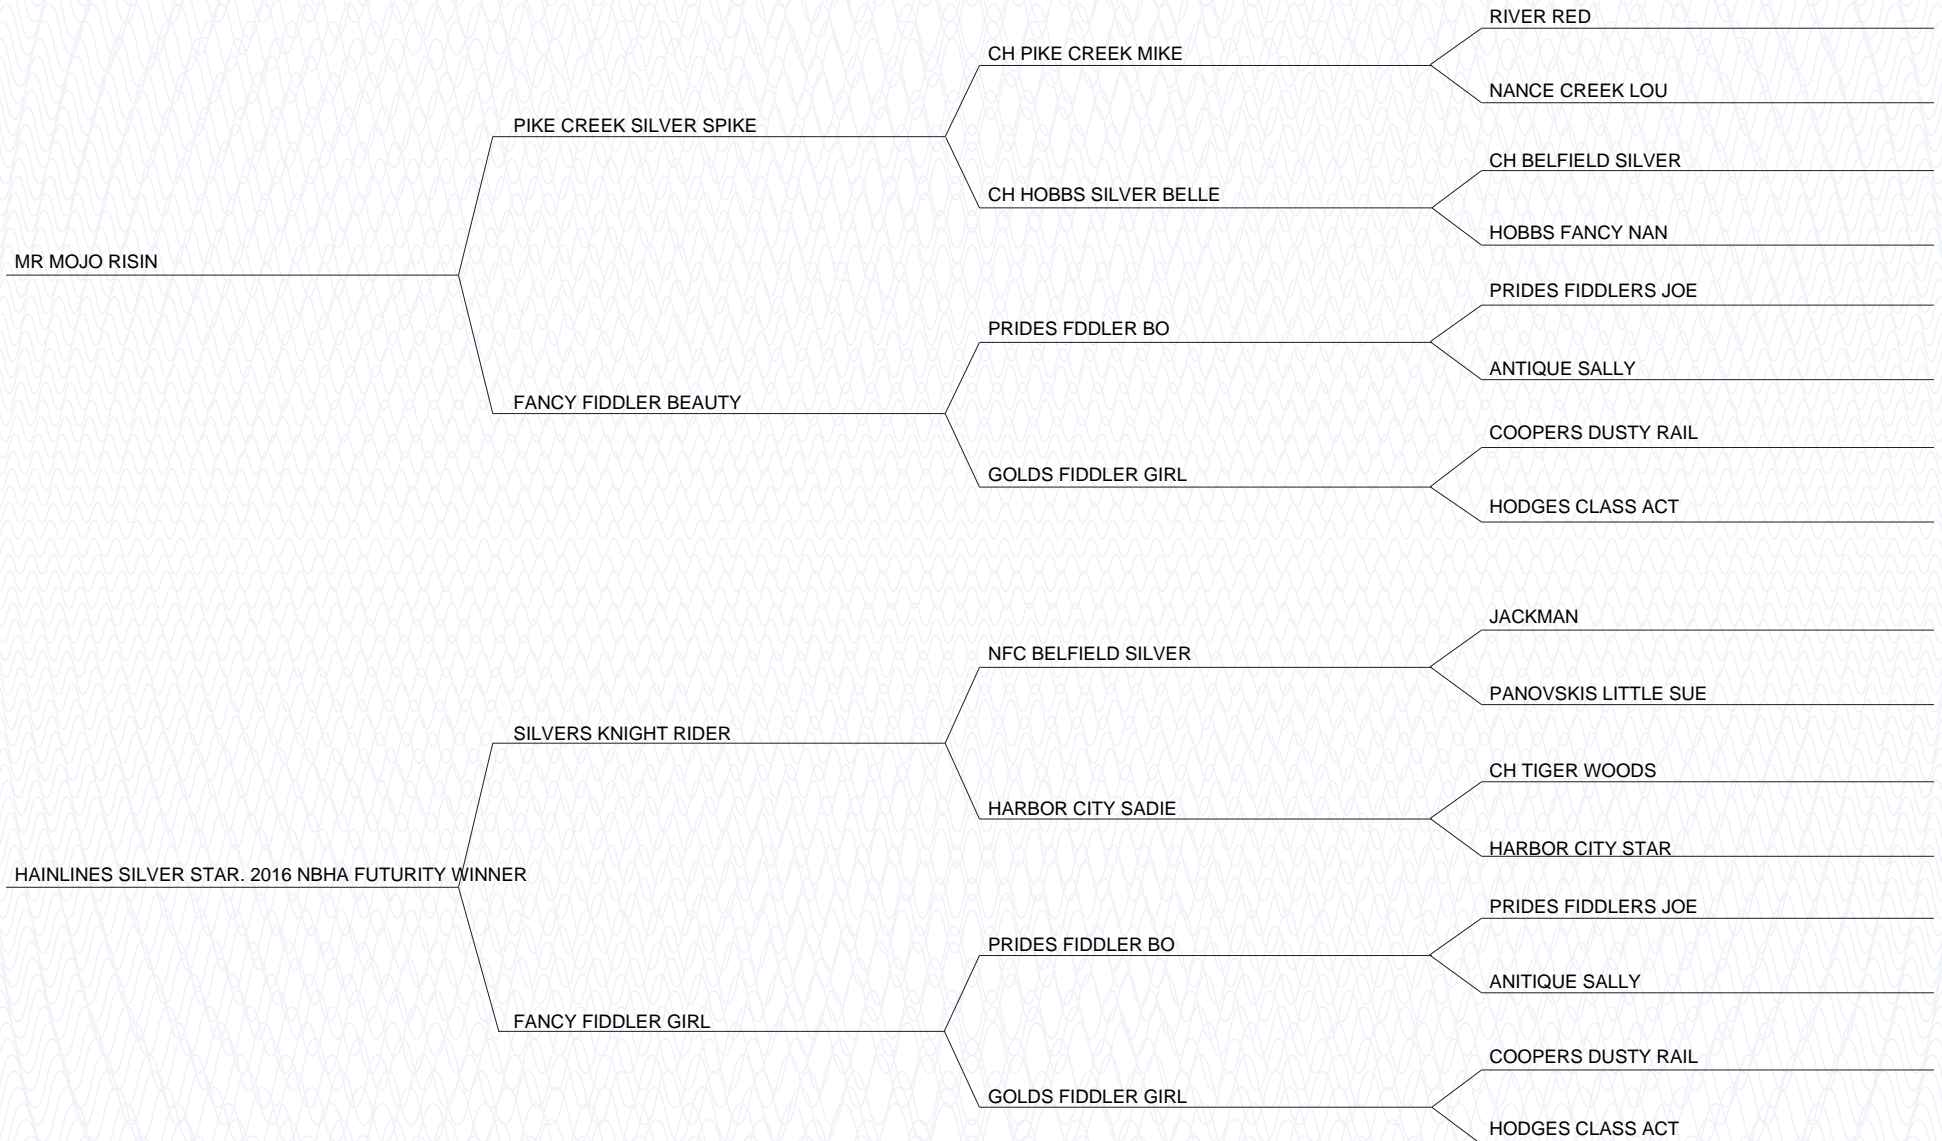 RIVER RED
CH PIKE CREEK MIKE
NANCE CREEK LOU
PIKE CREEK SILVER SPIKE
CH BELFIELD SILVER
CH HOBBS SILVER BELLE
HOBBS FANCY NAN
MR MOJO RISIN
PRIDES FIDDLERS JOE
PRIDES FDDLER BO
ANTIQUE SALLY
FANCY FIDDLER BEAUTY
COOPERS DUSTY RAIL
GOLDS FIDDLER GIRL
HODGES CLASS ACT
JACKMAN
NFC BELFIELD SILVER
PANOVSKIS LITTLE SUE
SILVERS KNIGHT RIDER
CH TIGER WOODS
HARBOR CITY SADIE
HARBOR CITY STAR
HAINLINES SILVER STAR. 2016 NBHA FUTURITY WINNER
PRIDES FIDDLERS JOE
PRIDES FIDDLER BO
ANITIQUE SALLY
FANCY FIDDLER GIRL
COOPERS DUSTY RAIL
GOLDS FIDDLER GIRL
HODGES CLASS ACT